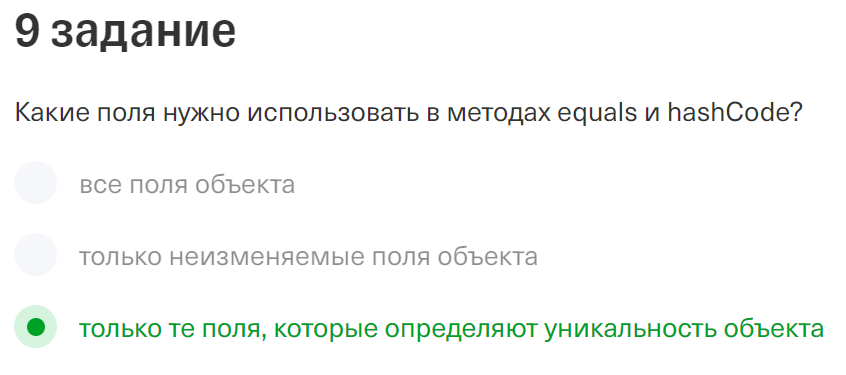 9 задание
Какие поля нужно использовать в методах equals и hashCode?
все поля объекта
только неизменяемые поля объекта
только те поля, которые определяют уникальность объекта